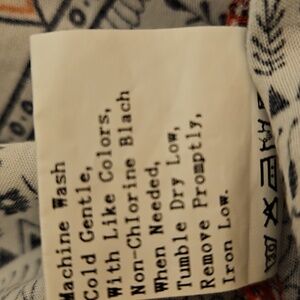 Machine Wash
Cold Gentle,
With Like Colors,
Non-Chlorine Blach
When Needed,
Tumble Dry Low,
Remove Promptly,
Iron Low.